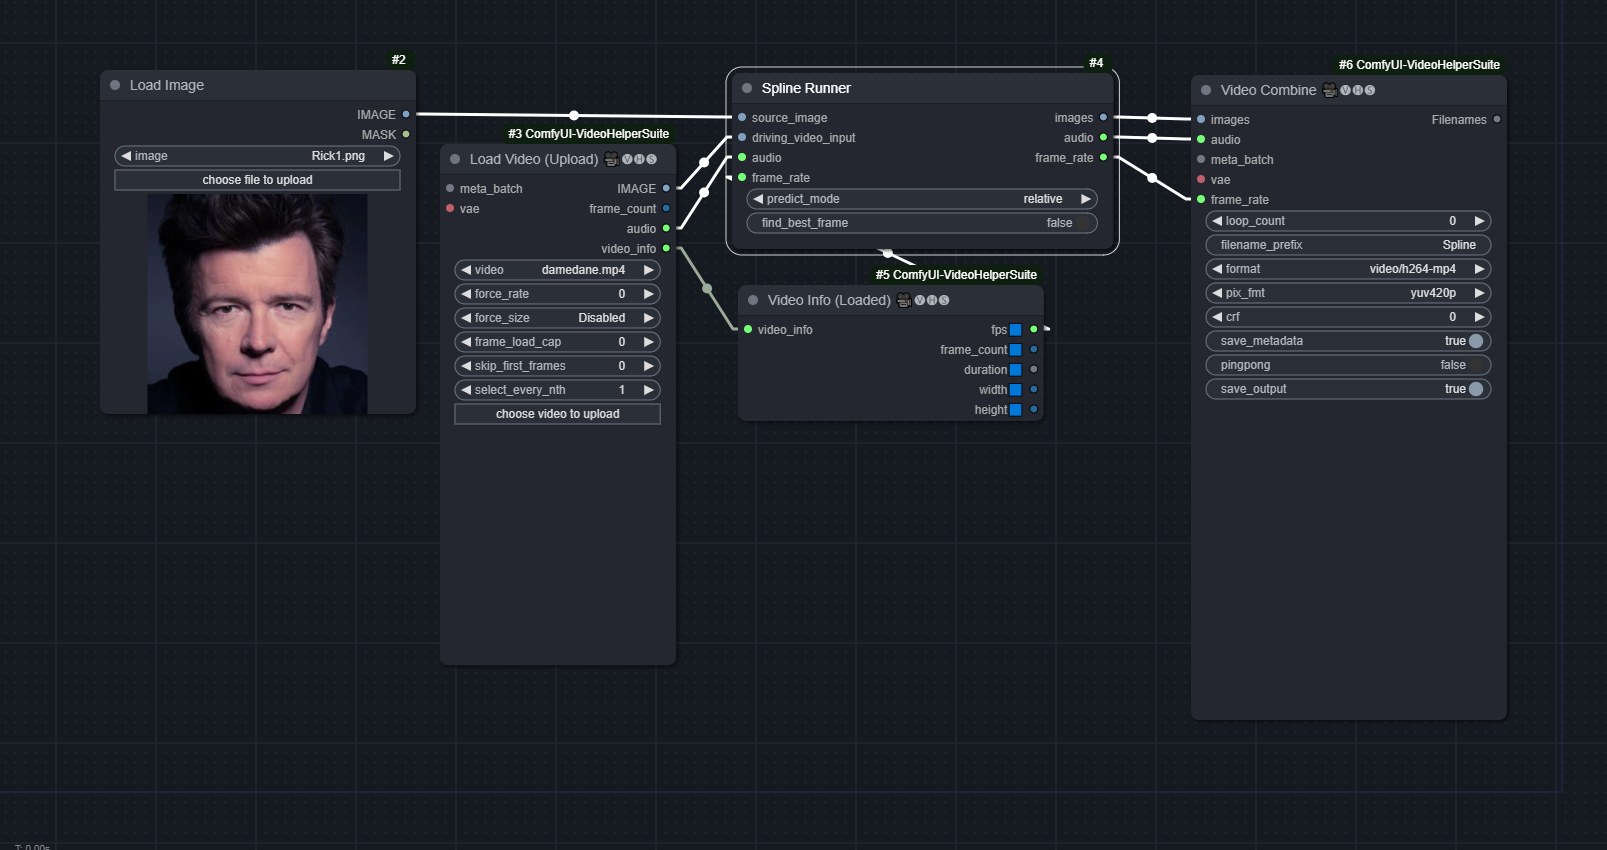 #2
Load Image
IMAGE
MASK
image Rick1.png
choose file to upload
#3 ComfyUI-VideoHelperSuite
Load Video (Upload) 🎥🅥🅗🅢
meta_batch IMAGE
vae frame_count
audio
video_info
video damedane.mp4
force_rate 0
force_size Disabled
frame_load_cap 0
skip_first_frames 0
select_every_nth 1
choose video to upload
#4
Spline Runner
source_image images
driving_video_input audio
audio frame_rate
frame_rate
predict_mode relative
find_best_frame false
#5 ComfyUI-VideoHelperSuite
Video Info (Loaded) 🎥🅥🅗🅢
video_info fps
frame_count
duration
width
height
#6 ComfyUI-VideoHelperSuite
Video Combine 🎥🅥🅗🅢
images Filenames
audio
meta_batch
vae
frame_rate
loop_count 0
filename_prefix Spline
format video/h264-mp4
pix_fmt yuv420p
crf 0
save_metadata true
pingpong false
save_output true
T: 0.00s